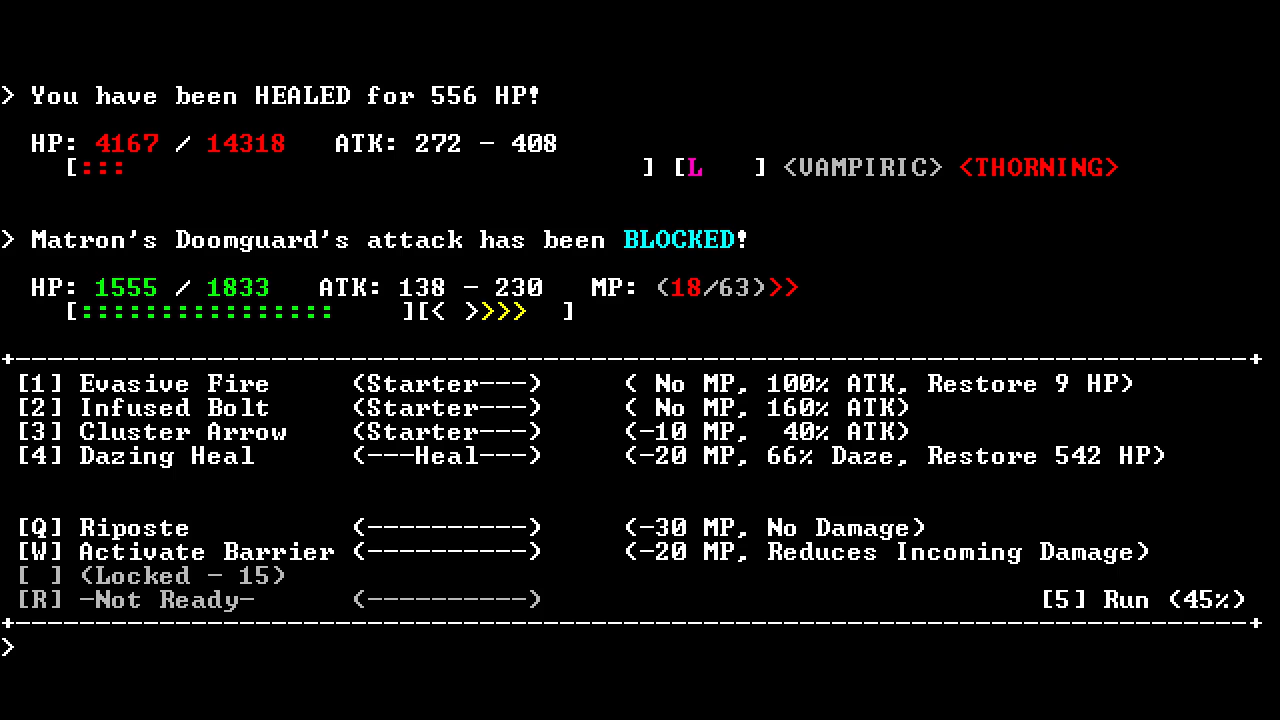 > You have been HEALED for 556 HP!
HP: 4167 / 14318   ATK: 272 - 408
[:::                                ] [L   ] <VAMPIRIC> <THORNING>
> Matron's Doomguard's attack has been BLOCKED!
HP: 1555 / 1833   ATK: 138 - 230   MP: (18/63)>>
[::::::::::::::::    ][< >>>>>  ]
+-----------------------------------------------------------------------------+
[1] Evasive Fire     (Starter---)     ( No MP, 100% ATK, Restore 9 HP)
[2] Infused Bolt     (Starter---)     ( No MP, 160% ATK)
[3] Cluster Arrow    (Starter---)     (-10 MP,  40% ATK)
[4] Dazing Heal      (---Heal---)     (-20 MP, 66% Daze, Restore 542 HP)
[Q] Riposte          (----------)     (-30 MP, No Damage)
[W] Activate Barrier (----------)     (-20 MP, Reduces Incoming Damage)
[ ] (Locked - 15)
[R] -Not Ready-      (----------)                               [5] Run (45%)
+-----------------------------------------------------------------------------+
>